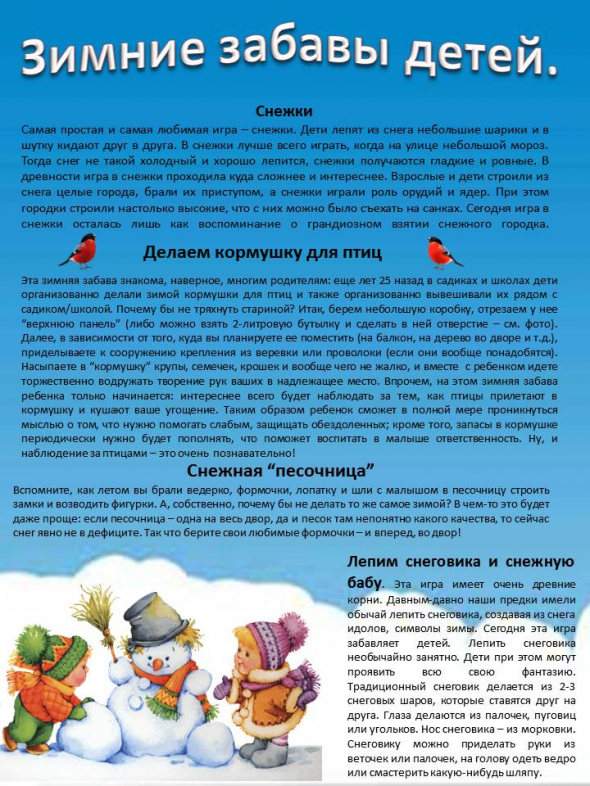 Зимние забавы детей.
Снежки
Самая простая и самая любимая игра – снежки. Дети лепят из снега небольшие шарики и в
шутку кидают друг в друга. В снежки лучше всего играть, когда на улице небольшой мороз.
Тогда снег не такой холодный и хорошо лепится, снежки получаются гладкие и ровные. В
древности игра в снежки проходила куда сложнее и интереснее. Взрослые и дети строили из
снега целые города, брали их приступом, а снежки играли роль орудий и ядер. При этом
городки строили настолько высокие, что с них можно было съехать на санках. Сегодня игра в
снежки осталась лишь как воспоминание о грандиозном взятии снежного городка.
Делаем кормушку для птиц
Эта зимняя забава знакома, наверное, многим родителям: еще лет 25 назад в садиках и школах дети
организованно делали зимой кормушки для птиц и также организованно вывешивали их рядом с
садиком/школой. Почему бы не тряхнуть стариной? Итак, берем небольшую коробку, отрезаем у нее
“верхнюю панель” (либо можно взять 2-литровую бутылку и сделать в ней отверстие – см. фото).
Далее, в зависимости от того, куда вы планируете ее поместить (на балкон, на дерево во дворе и т.д.),
приделываете к сооружению крепления из веревки или проволоки (если они вообще понадобятся).
Насыпаете в “кормушку” крупы, семечек, крошек и вообще чего не жалко, и вместе с ребенком идете
торжественно водружать творение рук ваших в надлежащее место. Впрочем, на этом зимняя забава
ребенка только начинается: интереснее всего будет наблюдать за тем, как птицы прилетают в
кормушку и кушают ваше угощение. Таким образом ребенок сможет в полной мере проникнуться
мыслью о том, что нужно помогать слабым, защищать обездоленных; кроме того, запасы в кормушке
периодически нужно будет пополнять, что поможет воспитать в малыше ответственность. Ну, и
наблюдение за птицами – это очень познавательно!
Снежная “песочница”
Вспомните, как летом вы брали ведерко, формочки, лопатку и шли с малышом в песочницу строить
замки и возводить фигурки. А, собственно, почему бы не делать то же самое зимой? В чем-то это будет
даже проще: если песочница – одна на весь двор, да и песок там непонятно какого качества, то сейчас
снег явно не в дефиците. Так что берите свои любимые формочки – и вперед, во двор!
Лепим снеговика и снежную
бабу. Эта игра имеет очень древние
корни. Давным-давно наши предки имели
обычай лепить снеговика, создавая из снега
идолов, символы зимы. Сегодня эта игра
забавляет детей. Лепить снеговика
необычайно занятно. Дети при этом могут
проявить всю свою фантазию.
Традиционный снеговик делается из 2-3
снеговых шаров, которые ставятся друг на
друга. Глаза делаются из палочек, пуговиц
или угольков. Нос снеговика – из морковки.
Снеговику можно приделать руки из
веточек или палочек, на голову одеть ведро
или смастерить какую-нибудь шляпу.